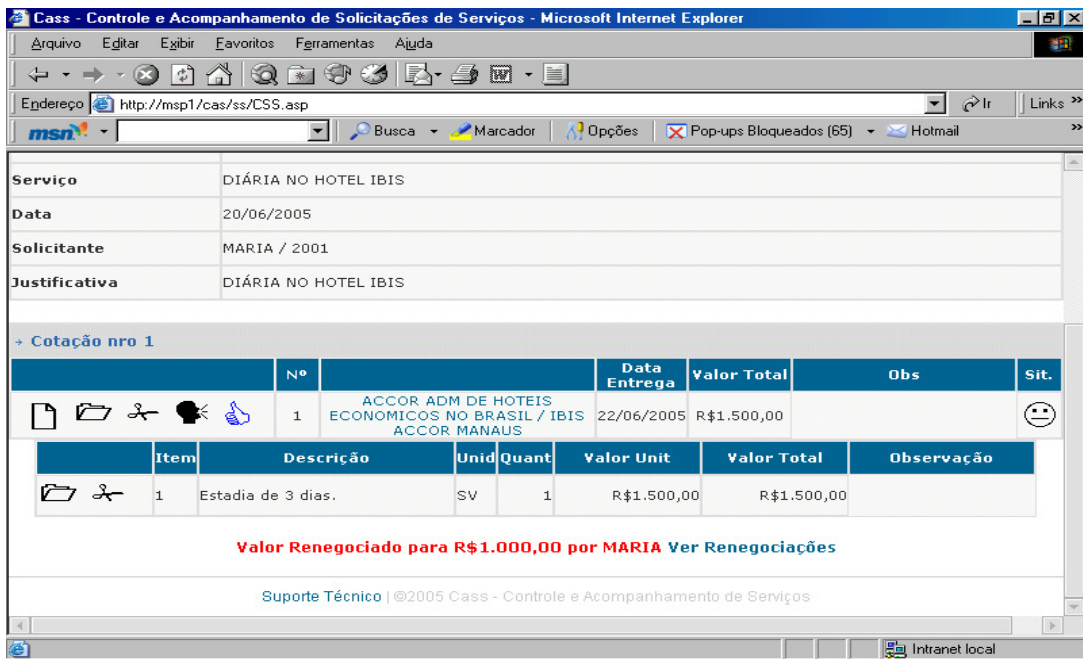 Cass - Controle e Acompanhamento de Solicitações de Serviços - Microsoft Internet Explorer
Arquivo Editar Exibir Favoritos Ferramentas Ajuda
Endereço http://msp1/cas/ss/CSS.asp Ir Links »
msn Busca Marcador Opções Pop-ups Bloqueados (65) Hotmail »
Serviço DIÁRIA NO HOTEL IBIS
Data 20/06/2005
Solicitante MARIA / 2001
Justificativa DIÁRIA NO HOTEL IBIS
Cotação nro 1
Nº Data Entrega Valor Total Obs Sit.
1 ACCOR ADM DE HOTEIS ECONOMICOS NO BRASIL / IBIS ACCOR MANAUS 22/06/2005 R$1.500,00
Item Descrição Unid Quant Valor Unit Valor Total Observação
1 Estadia de 3 dias. SV 1 R$1.500,00 R$1.500,00
Valor Renegociado para R$1.000,00 por MARIA Ver Renegociações
Suporte Técnico | ©2005 Cass - Controle e Acompanhamento de Serviços
Intranet local